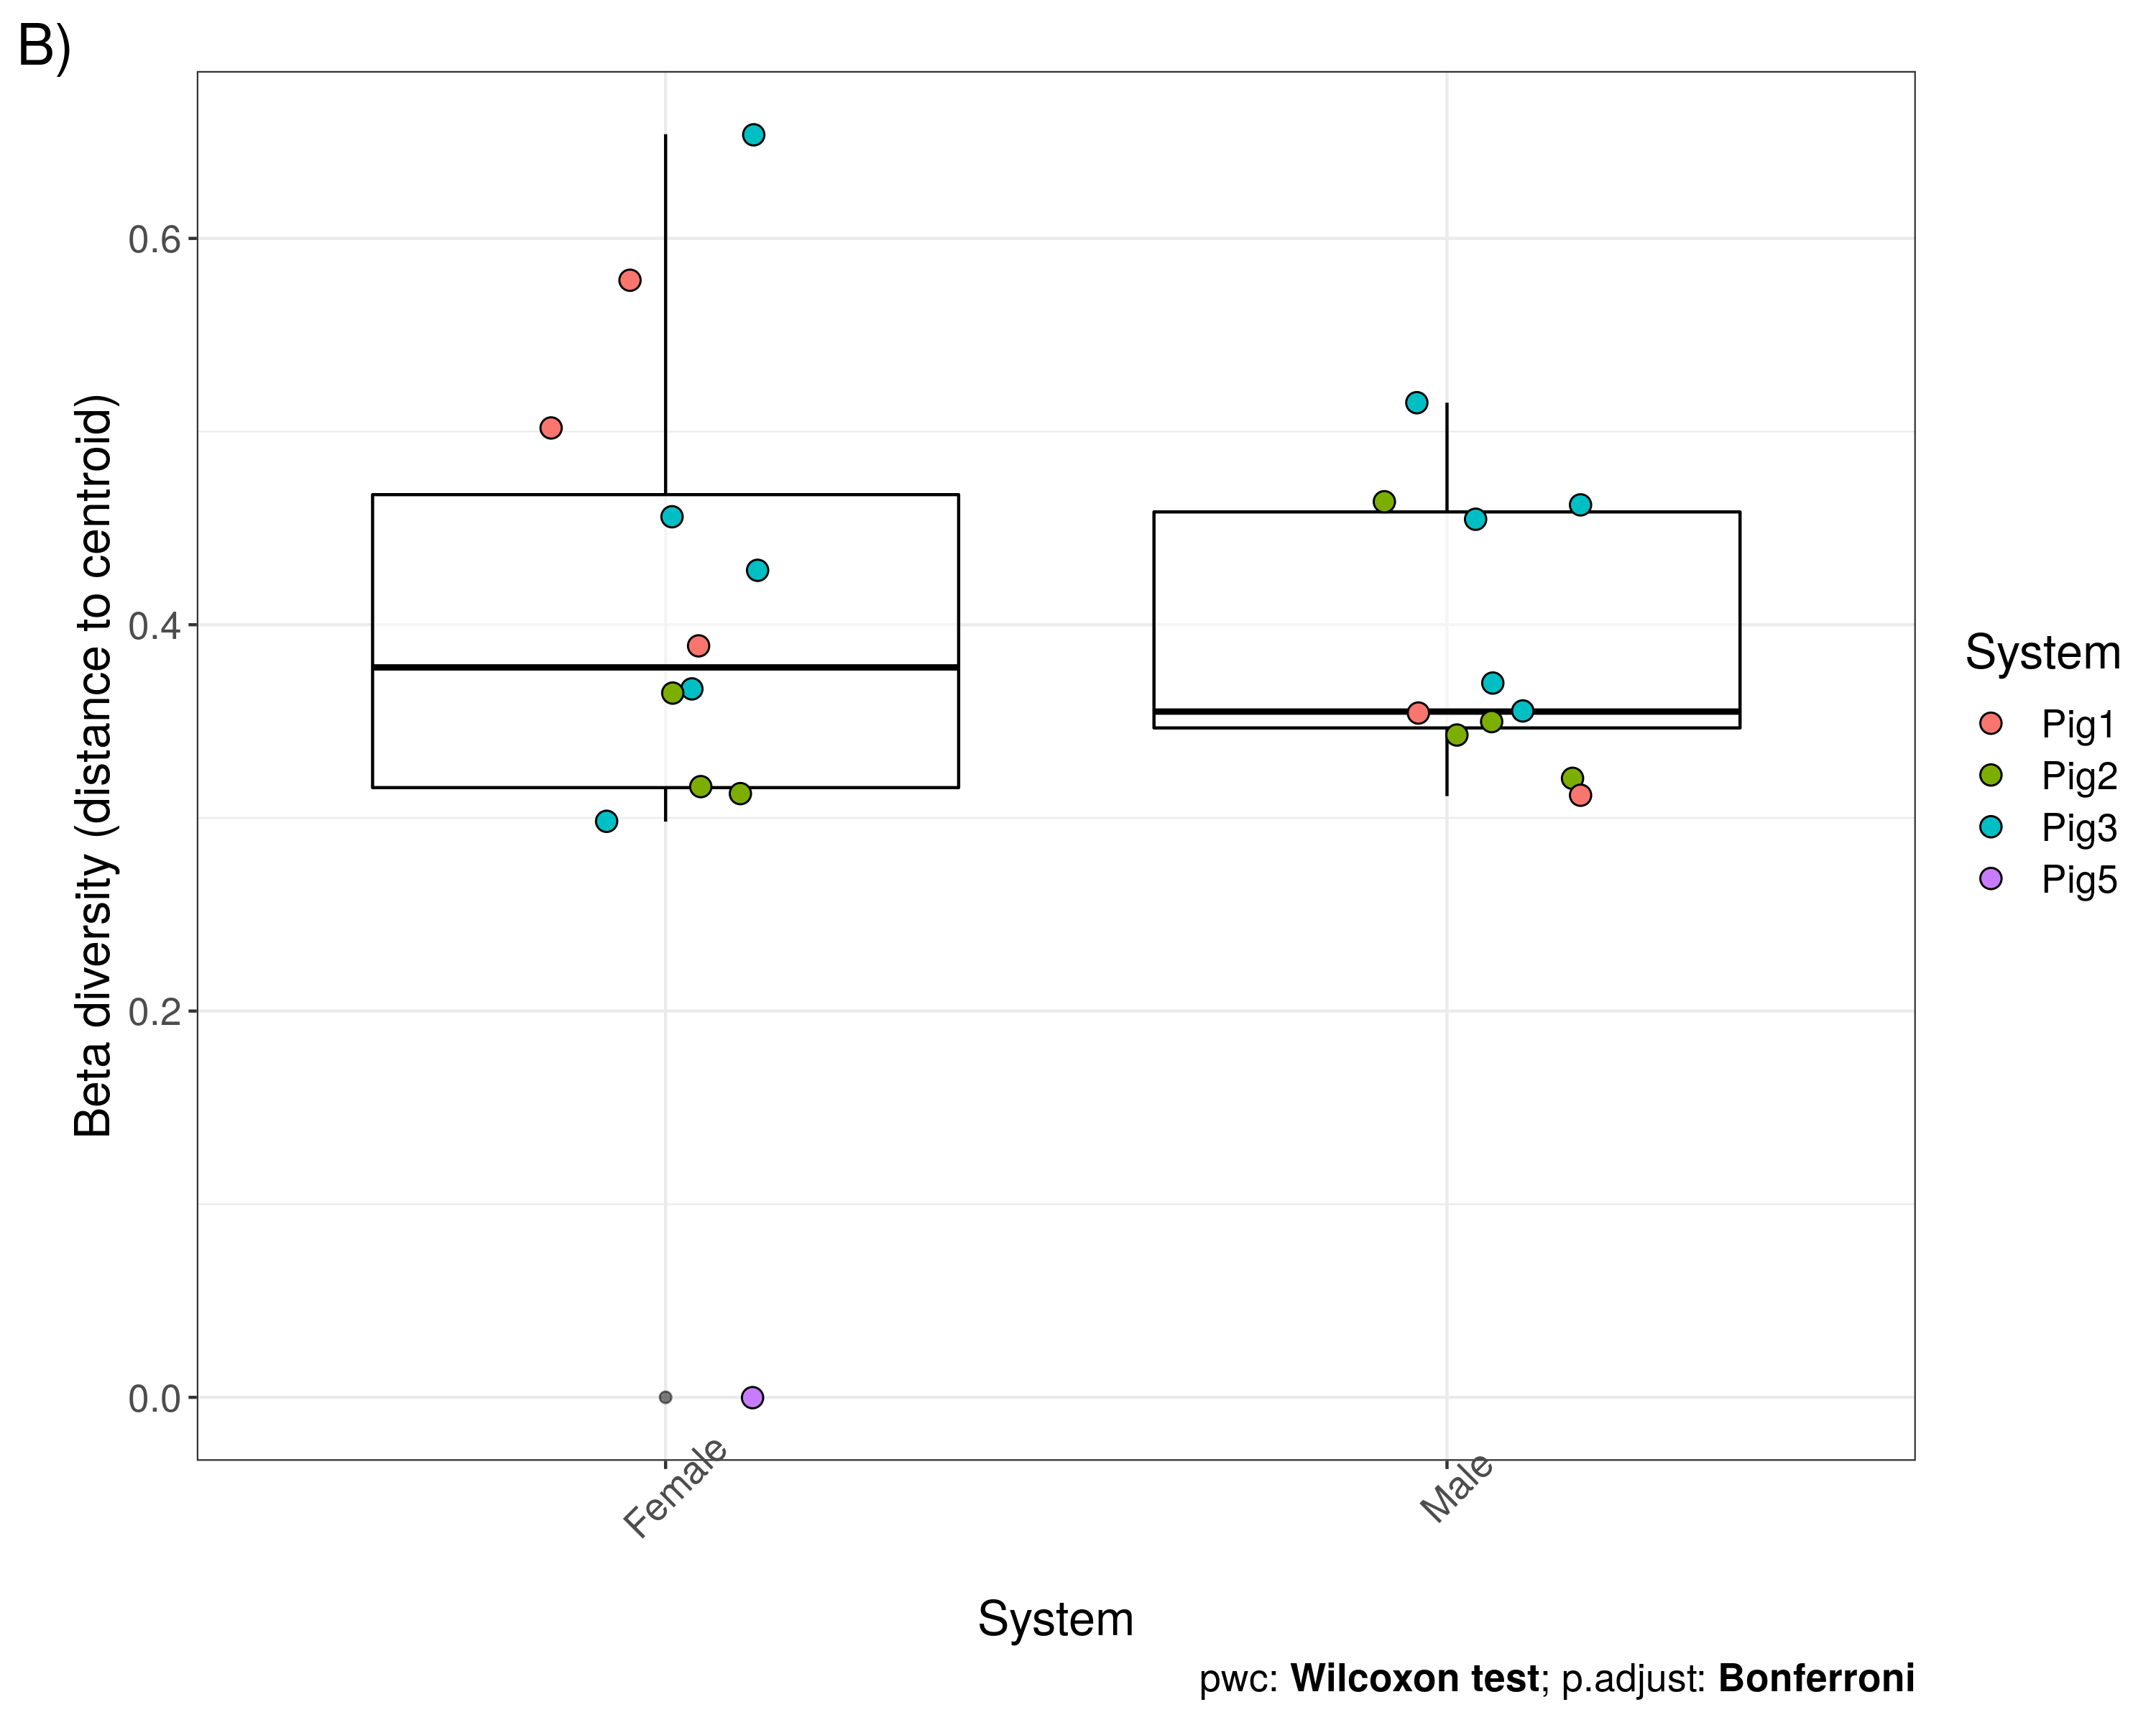 B)
Beta diversity (distance to centroid)
0.6
0.4
0.2
0.0
Female
Male
System
pwc: Wilcoxon test; p.adjust: Bonferroni
System
Pig1
Pig2
Pig3
Pig5